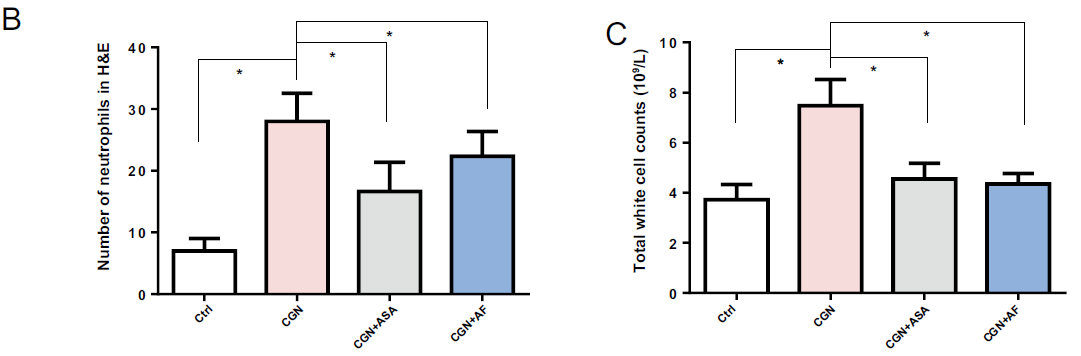 B
Number of neutrophils in H&E
40
30
20
10
0
*
*
*
Ctrl
CGN
CGN+ASA
CGN+AF
C
Total white cell counts (10⁹/L)
10
8
6
4
2
0
*
*
*
Ctrl
CGN
CGN+ASA
CGN+AF